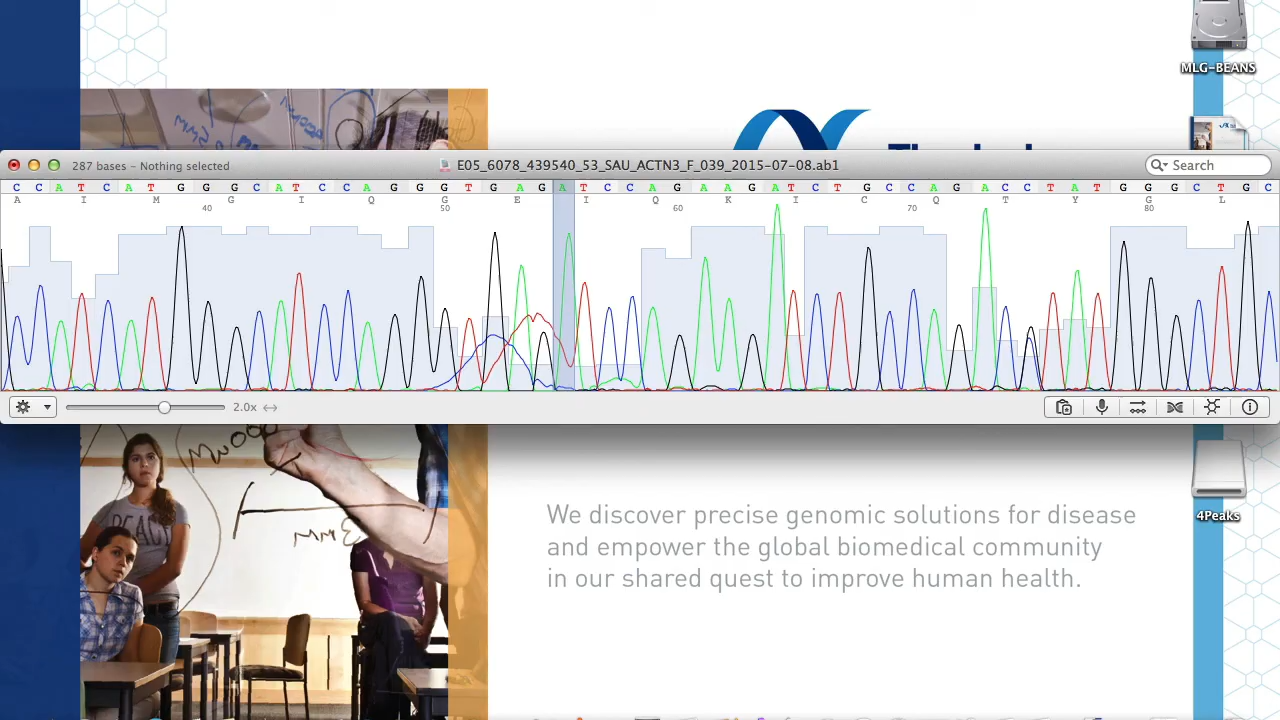 MLG-BEANS
287 bases – Nothing selected
E05_6078_439540_53_SAU_ACTN3_F_039_2015-07-08.ab1
Search
C C A T C A T G G G C A T C C A G G G T G A G A T C C A G A A G A T C T G C C A G A C C T A T G G G C T G C
A I M G I Q G E I Q K I C Q T Y G L
40 50 60 70 80
2.0x
4Peaks
We discover precise genomic solutions for disease
and empower the global biomedical community
in our shared quest to improve human health.